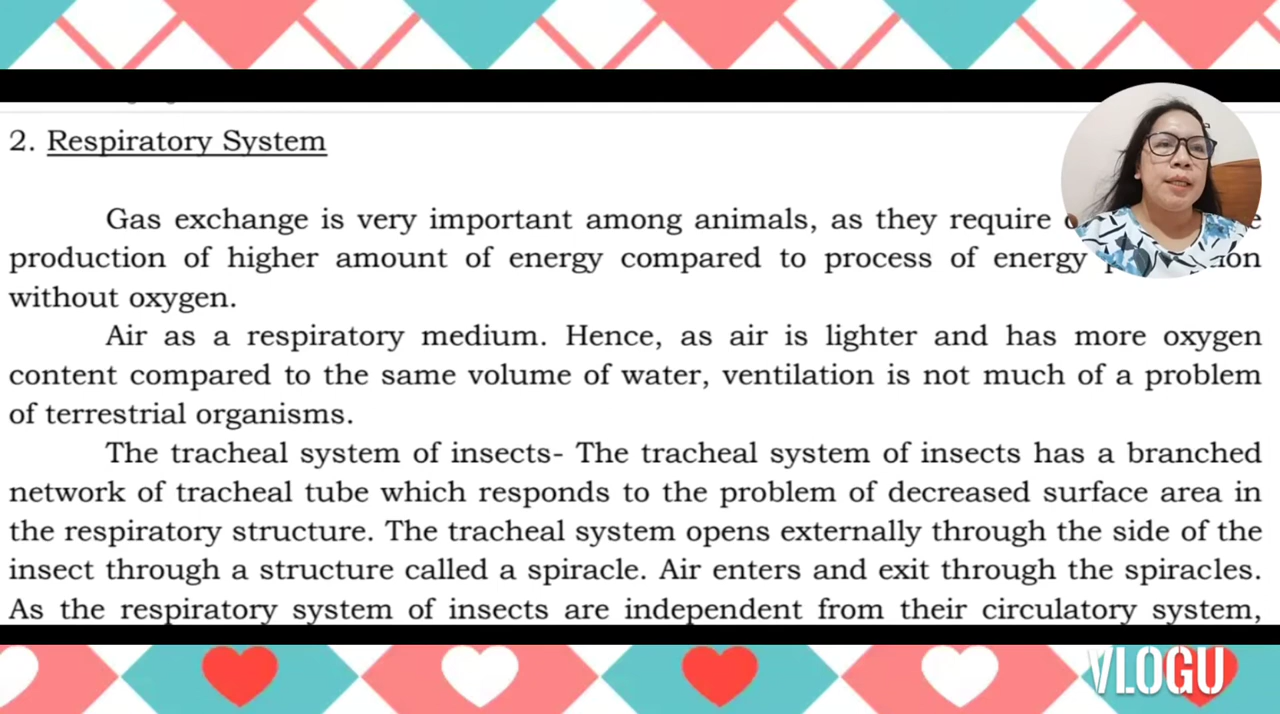 2. Respiratory System
Gas exchange is very important among animals, as they require
production of higher amount of energy compared to process of energy
without oxygen.
Air as a respiratory medium. Hence, as air is lighter and has more oxygen
content compared to the same volume of water, ventilation is not much of a problem
of terrestrial organisms.
The tracheal system of insects- The tracheal system of insects has a branched
network of tracheal tube which responds to the problem of decreased surface area in
the respiratory structure. The tracheal system opens externally through the side of the
insect through a structure called a spiracle. Air enters and exit through the spiracles.
As the respiratory system of insects are independent from their circulatory system,
VLOGU